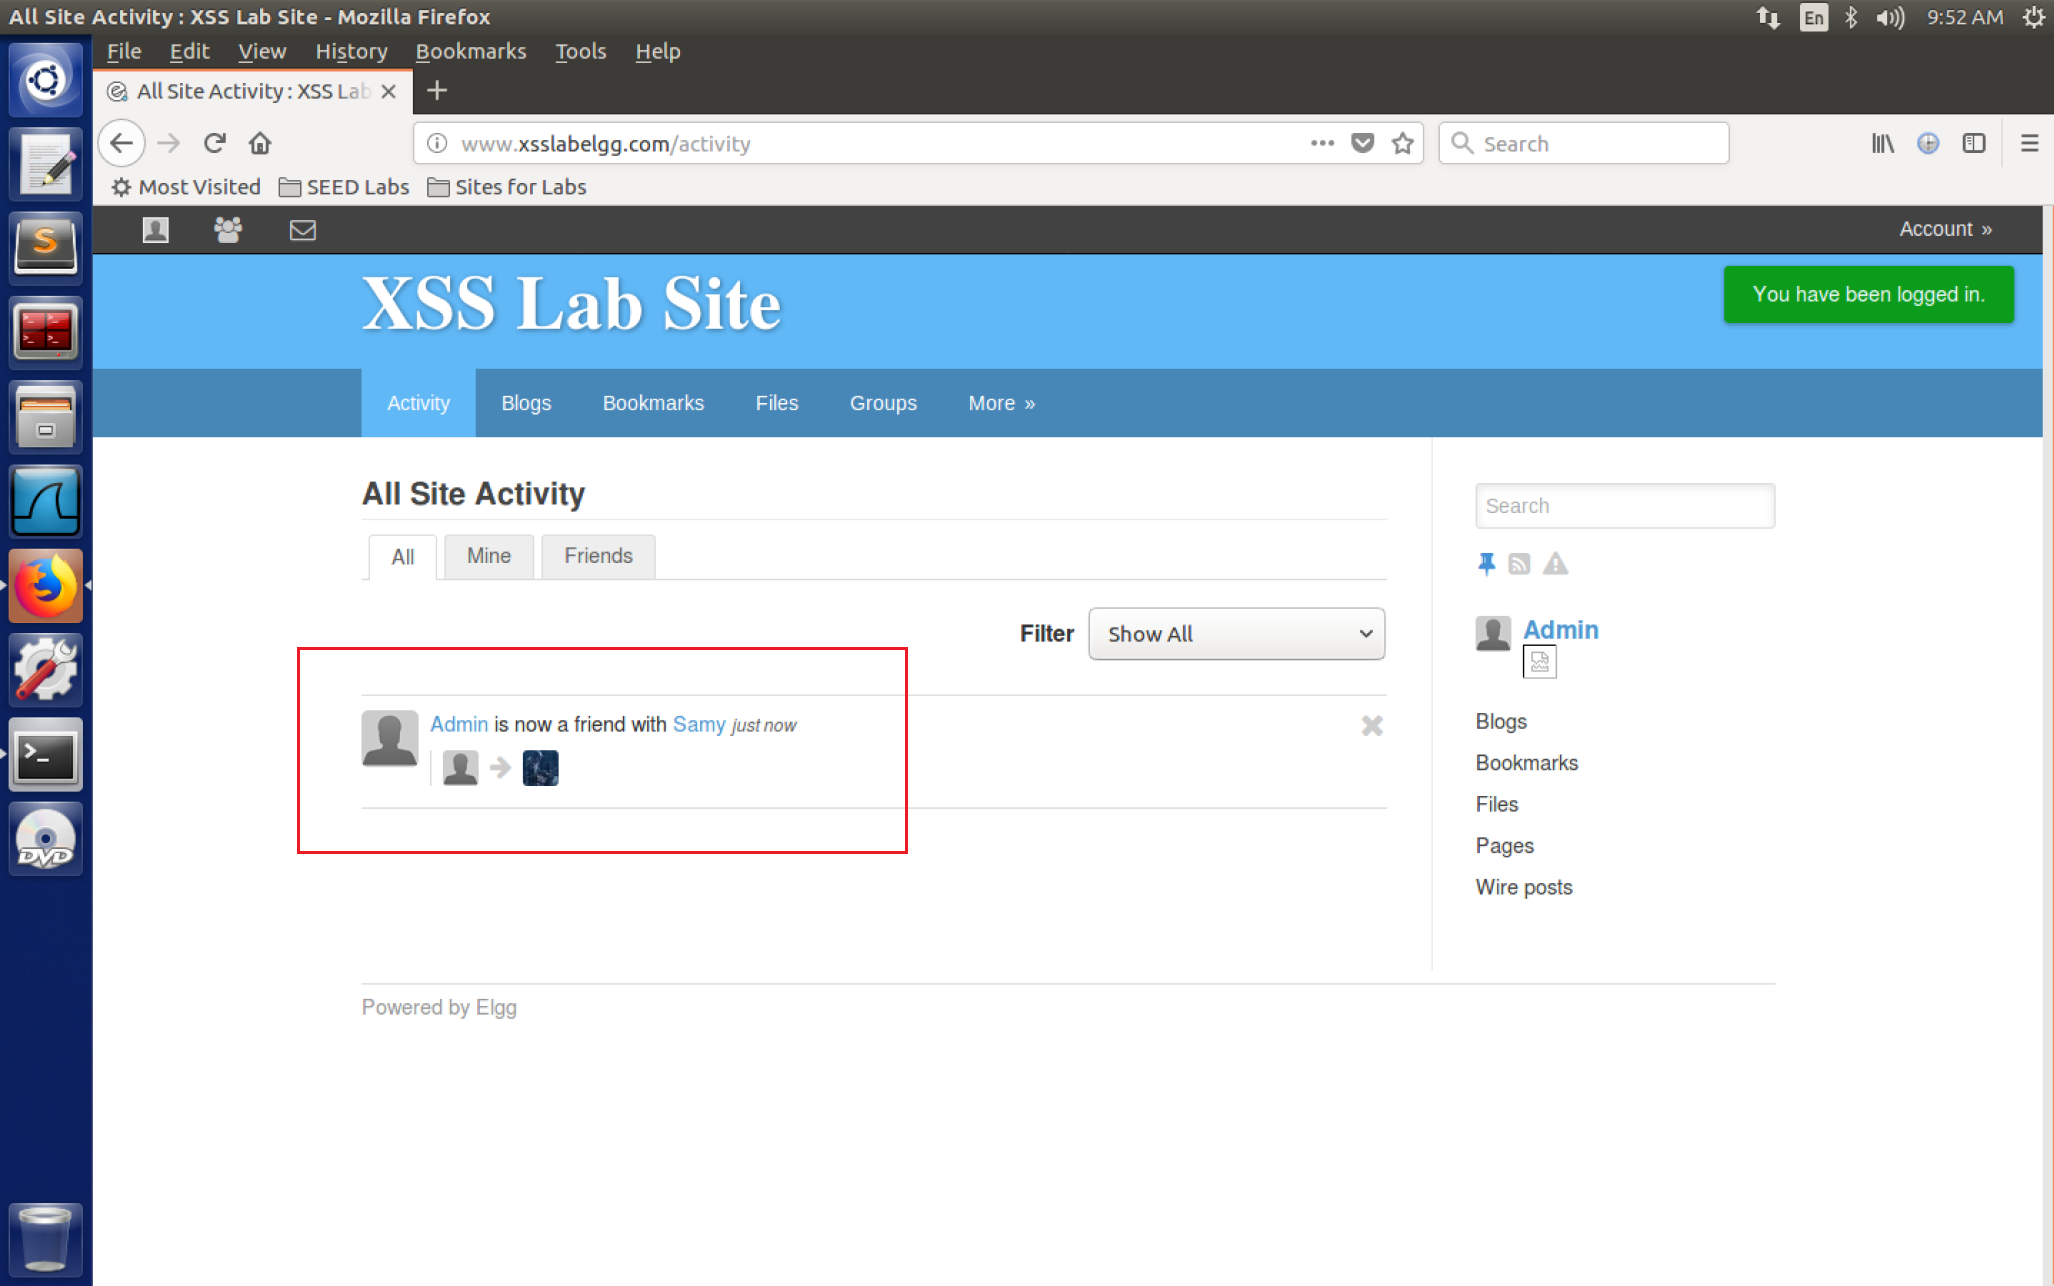 All Site Activity : XSS Lab Site - Mozilla Firefox
En
9:52 AM
File Edit View History Bookmarks Tools Help
All Site Activity : XSS Lab
www.xsslabelgg.com/activity
Search
Most Visited SEED Labs Sites for Labs
Account »
XSS Lab Site
You have been logged in.
Activity Blogs Bookmarks Files Groups More »
All Site Activity
All Mine Friends
Filter Show All
Admin is now a friend with Samy just now
Search
Admin
Blogs
Bookmarks
Files
Pages
Wire posts
Powered by Elgg
S
DVD